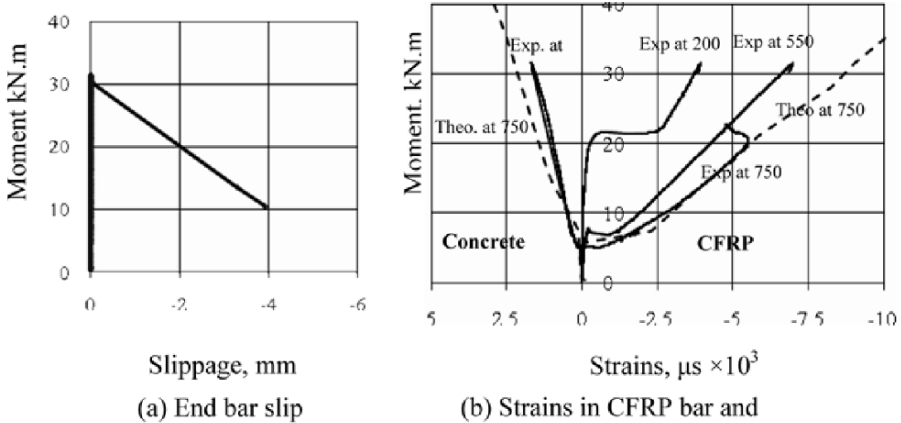 40
30
20
10
0
Moment kN.m
0
-2
-4
-6
Slippage, mm
(a) End bar slip
40
30
20
10
0
Moment. kN.m
Exp. at
Exp at 200
Exp at 550
Theo. at 750
Theo at 750
Exp at 750
Concrete
CFRP
5
2.5
0
-2.5
-5
-7.5
-10
Strains, μs ×10³
(b) Strains in CFRP bar and